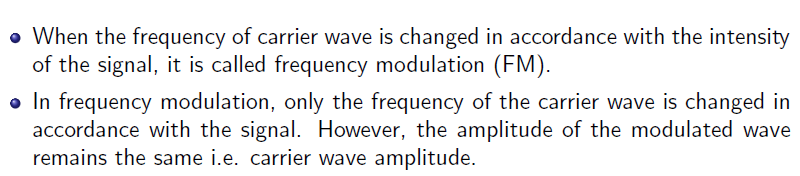 When the frequency of carrier wave is changed in accordance with the intensity
of the signal, it is called frequency modulation (FM).
In frequency modulation, only the frequency of the carrier wave is changed in
accordance with the signal. However, the amplitude of the modulated wave
remains the same i.e. carrier wave amplitude.